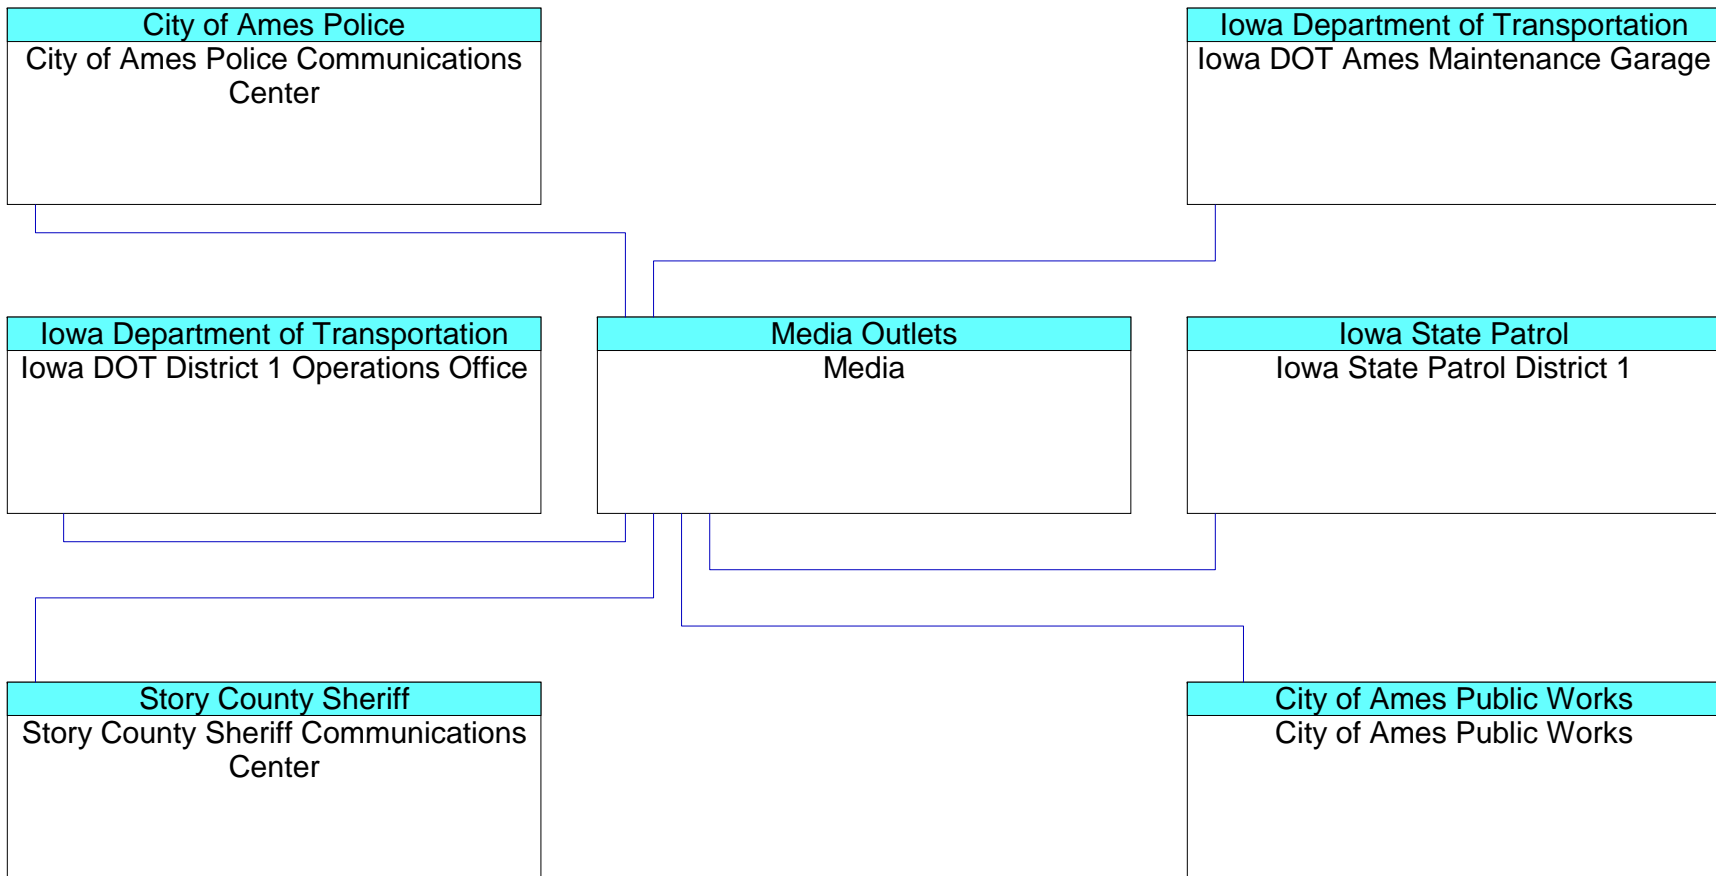 City of Ames Police
City of Ames Police Communications
Center
Iowa Department of Transportation
Iowa DOT Ames Maintenance Garage
Iowa Department of Transportation
Iowa DOT District 1 Operations Office
Media Outlets
Media
Iowa State Patrol
Iowa State Patrol District 1
Story County Sheriff
Story County Sheriff Communications
Center
City of Ames Public Works
City of Ames Public Works